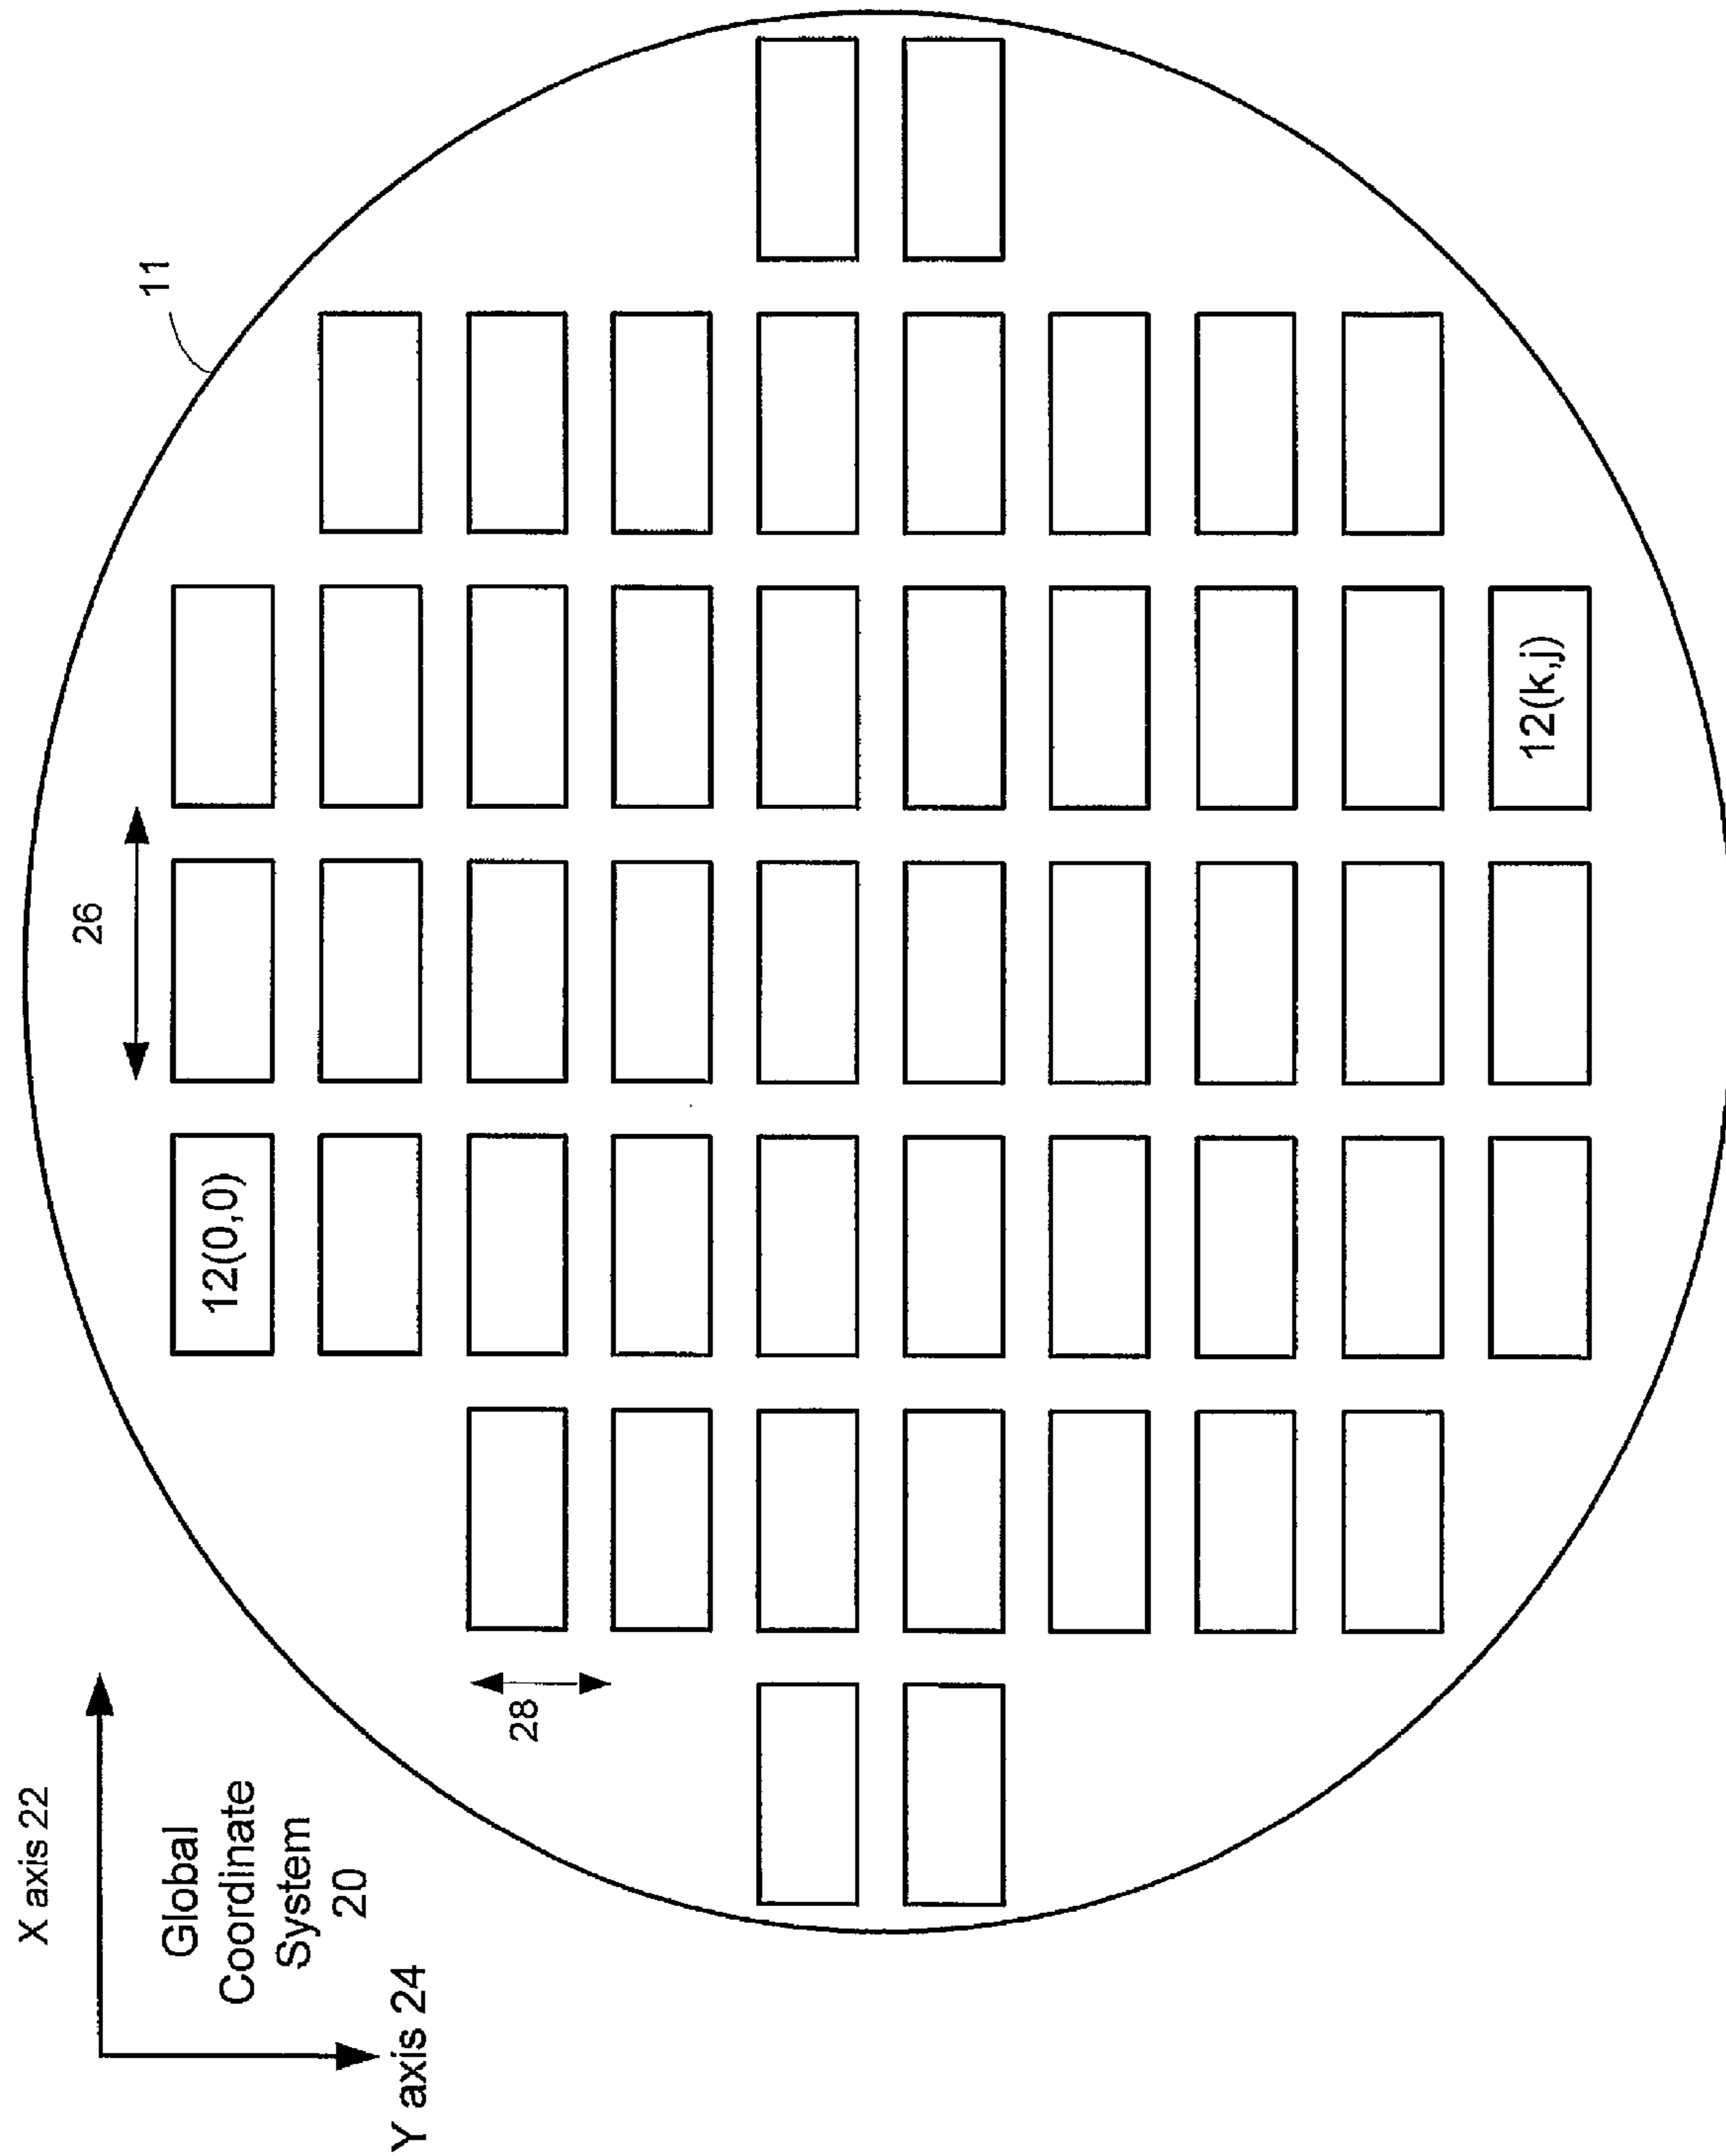 X axis 22
Global
Coordinate
System
20
Y axis 24
11
26
28
12(0,0)
12(k,j)